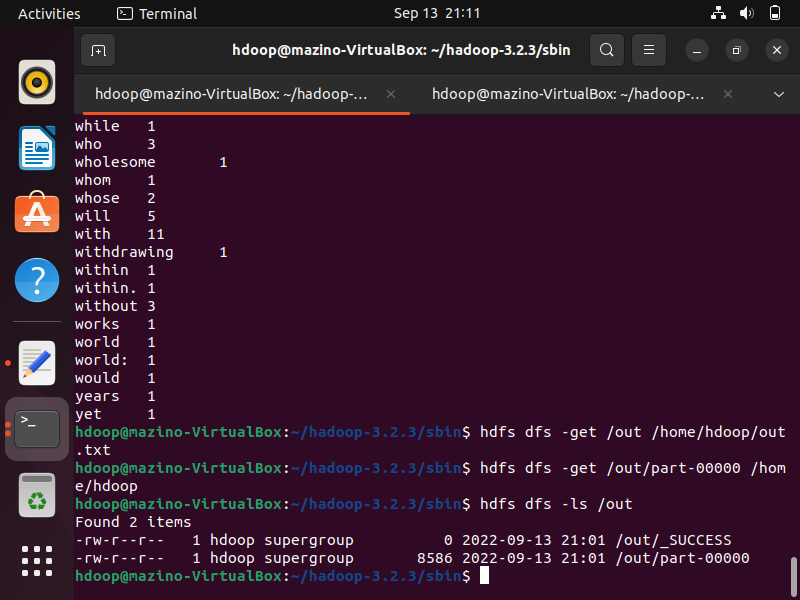 Activities Terminal Sep 13 21:11
hdoop@mazino-VirtualBox: ~/hadoop-3.2.3/sbin
hdoop@mazino-VirtualBox: ~/hadoop-... hdoop@mazino-VirtualBox: ~/hadoop-...
while 1
who 3
wholesome 1
whom 1
whose 2
will 5
with 11
withdrawing 1
within 1
within. 1
without 3
works 1
world 1
world: 1
would 1
years 1
yet 1
hdoop@mazino-VirtualBox:~/hadoop-3.2.3/sbin$ hdfs dfs -get /out /home/hdoop/out
.txt
hdoop@mazino-VirtualBox:~/hadoop-3.2.3/sbin$ hdfs dfs -get /out/part-00000 /hom
e/hdoop
hdoop@mazino-VirtualBox:~/hadoop-3.2.3/sbin$ hdfs dfs -ls /out
Found 2 items
-rw-r--r-- 1 hdoop supergroup 0 2022-09-13 21:01 /out/_SUCCESS
-rw-r--r-- 1 hdoop supergroup 8586 2022-09-13 21:01 /out/part-00000
hdoop@mazino-VirtualBox:~/hadoop-3.2.3/sbin$